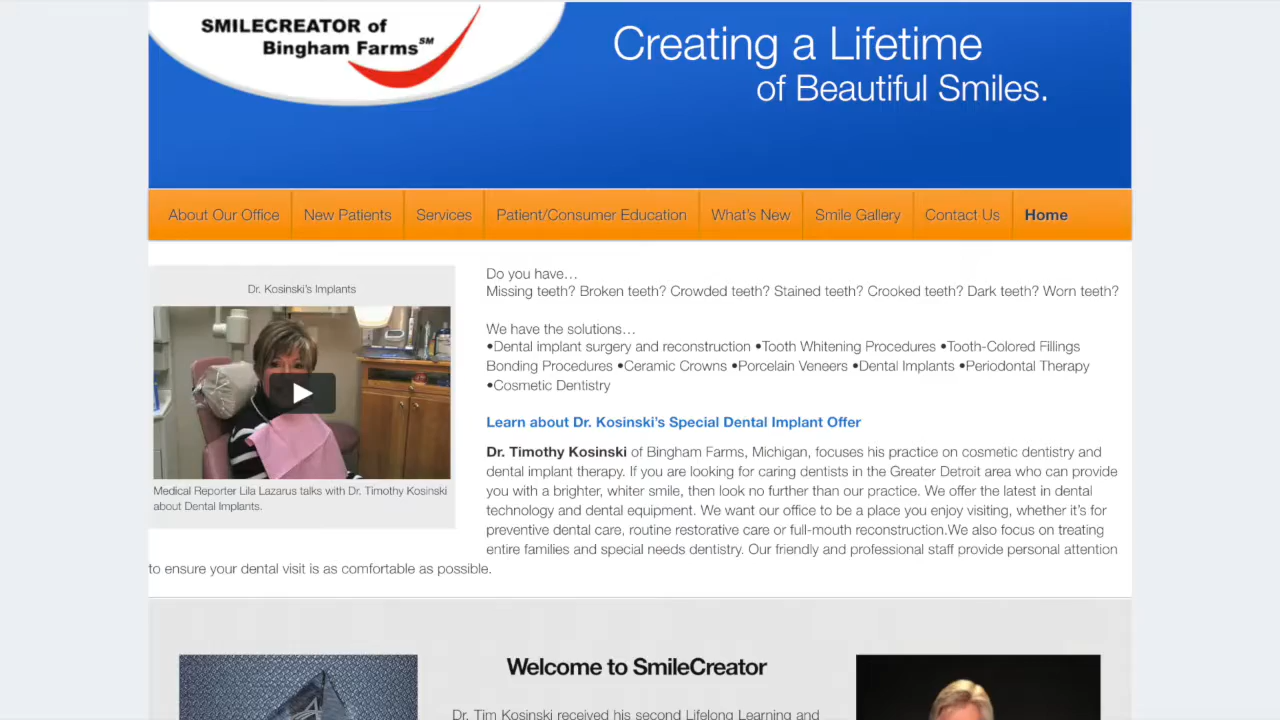 SMILECREATOR of
Bingham Farms℠
Creating a Lifetime
of Beautiful Smiles.
About Our Office
New Patients
Services
Patient/Consumer Education
What's New
Smile Gallery
Contact Us
Home
Dr. Kosinski's Implants
Medical Reporter Lila Lazarus talks with Dr. Timothy Kosinski
about Dental Implants.
Do you have…
Missing teeth? Broken teeth? Crowded teeth? Stained teeth? Crooked teeth? Dark teeth? Worn teeth?
We have the solutions…
•Dental implant surgery and reconstruction •Tooth Whitening Procedures •Tooth-Colored Fillings
Bonding Procedures •Ceramic Crowns •Porcelain Veneers •Dental Implants •Periodontal Therapy
•Cosmetic Dentistry
Learn about Dr. Kosinski's Special Dental Implant Offer
Dr. Timothy Kosinski of Bingham Farms, Michigan, focuses his practice on cosmetic dentistry and
dental implant therapy. If you are looking for caring dentists in the Greater Detroit area who can provide
you with a brighter, whiter smile, then look no further than our practice. We offer the latest in dental
technology and dental equipment. We want our office to be a place you enjoy visiting, whether it's for
preventive dental care, routine restorative care or full-mouth reconstruction.We also focus on treating
entire families and special needs dentistry. Our friendly and professional staff provide personal attention
to ensure your dental visit is as comfortable as possible.
Welcome to SmileCreator
Dr. Tim Kosinski received his second Lifelong Learning and